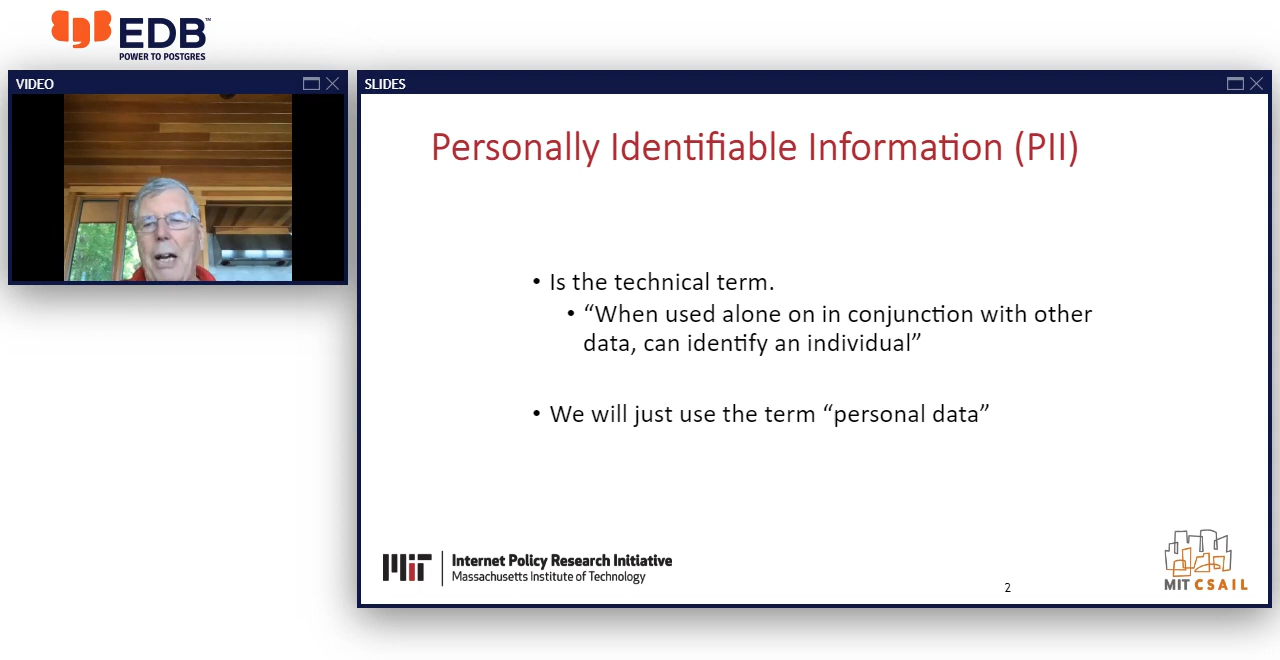 EDB™
POWER TO POSTGRES
VIDEO
SLIDES
Personally Identifiable Information (PII)
• Is the technical term.
• “When used alone on in conjunction with other
data, can identify an individual”
• We will just use the term “personal data”
MIT
Internet Policy Research Initiative
Massachusetts Institute of Technology
2
MIT CSAIL